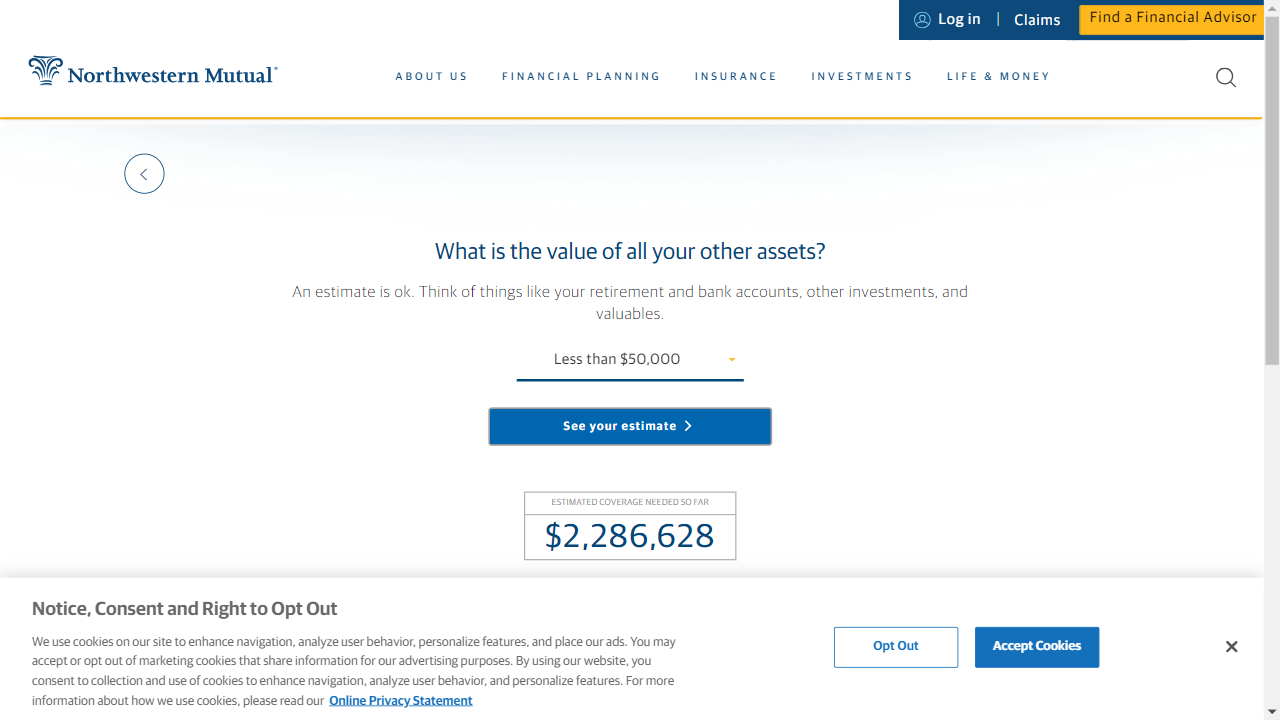 Log in | Claims Find a Financial Advisor
Northwestern Mutual®
ABOUT US FINANCIAL PLANNING INSURANCE INVESTMENTS LIFE & MONEY
What is the value of all your other assets?
An estimate is ok. Think of things like your retirement and bank accounts, other investments, and
valuables.
Less than $50,000
See your estimate
ESTIMATED COVERAGE NEEDED SO FAR
$2,286,628
Notice, Consent and Right to Opt Out
We use cookies on our site to enhance navigation, analyze user behavior, personalize features, and place our ads. You may
accept or opt out of marketing cookies that share information for our advertising purposes. By using our website, you
consent to collection and use of cookies to enhance navigation, analyze user behavior, and personalize features. For more
information about how we use cookies, please read our Online Privacy Statement
Opt Out
Accept Cookies